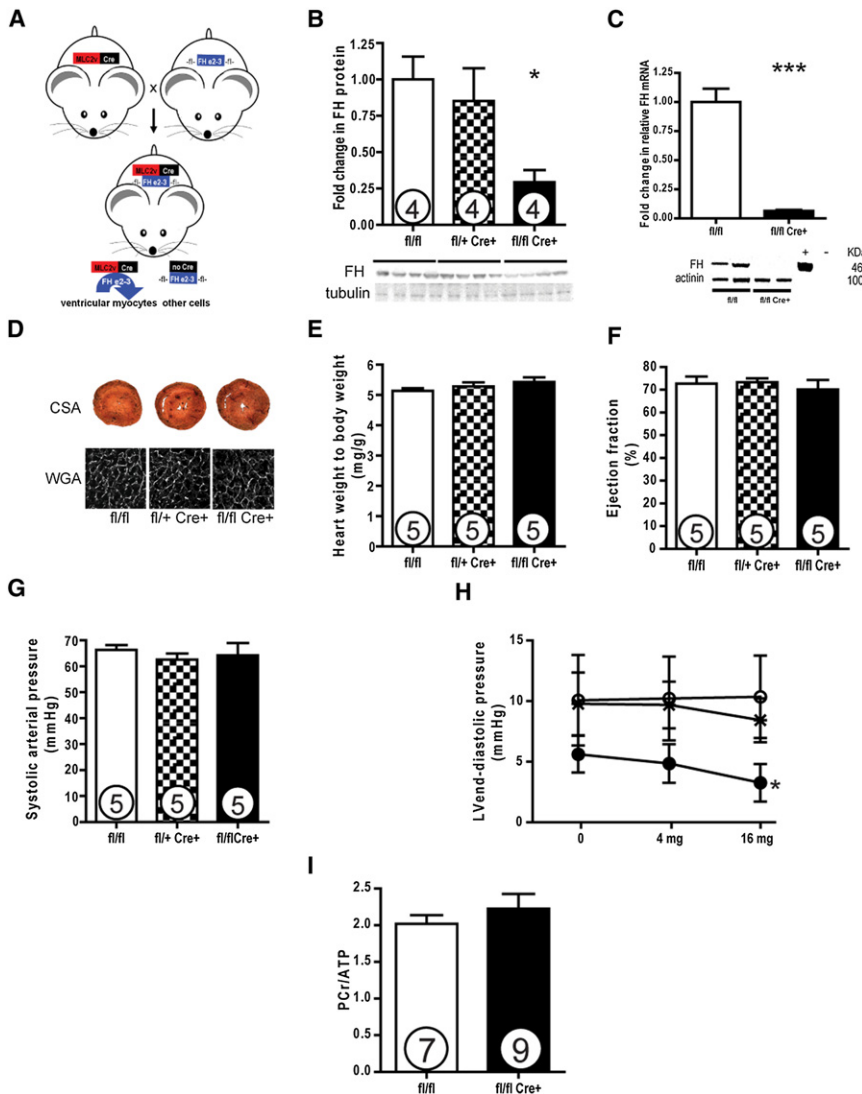 A
MLC2v Cre
-fl- FH e2-3 -fl-
x
MLC2v Cre
-fl- FH e2-3 -fl-
MLC2v Cre
FH e2-3
no Cre
-fl- FH e2-3 -fl-
ventricular myocytes other cells
B
Fold change in FH protein
1.25
1.00
0.75
0.50
0.25
0.00
*
4
4
4
fl/fl
fl/+ Cre+
fl/fl Cre+
FH
tubulin
C
Fold change in relative FH mRNA
1.25
1.00
0.75
0.50
0.25
0.00
***
fl/fl
fl/fl Cre+
+ - KDa
FH 46
actinin 100
fl/fl
fl/fl Cre+
D
CSA
WGA
fl/fl
fl/+ Cre+
fl/fl Cre+
E
Heart weight to body weight
(mg/g)
6
5
4
3
2
1
0
5
5
5
fl/fl
fl/+ Cre+
fl/fl Cre+
F
Ejection fraction
(%)
80
70
60
50
40
30
20
10
0
5
5
5
fl/fl
fl/+ Cre+
fl/fl Cre+
G
Systolic arterial pressure
(mmHg)
70
60
50
40
30
20
10
0
5
5
5
fl/fl
fl/+ Cre+
fl/flCre+
H
LVend-diastolic pressure
(mmHg)
15
10
5
0
*
0
4 mg
16 mg
I
PCr/ATP
2.5
2.0
1.5
1.0
0.5
0.0
7
9
fl/fl
fl/fl Cre+